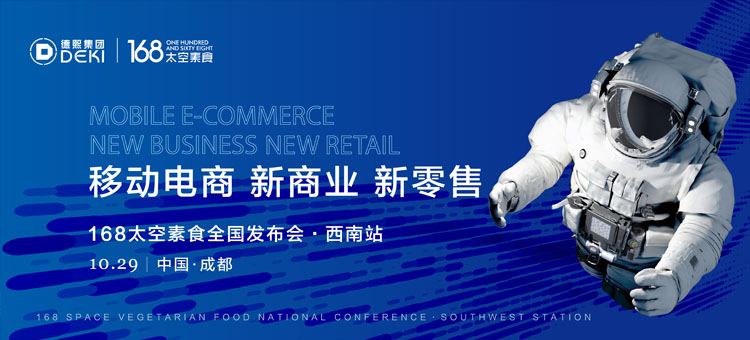 德熙集团
DEKI
168
ONE HUNDRED
AND SIXTY EIGHT
太空素食
MOBILE E-COMMERCE
NEW BUSINESS NEW RETAIL
移动电商 新商业 新零售
168太空素食全国发布会·西南站
10.29 | 中国·成都
168 SPACE VEGETARIAN FOOD NATIONAL CONFERENCE · SOUTHWEST STATION